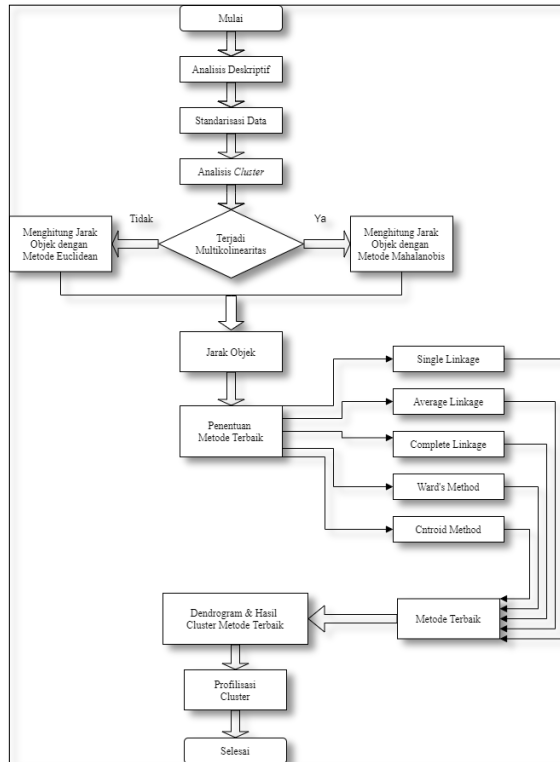 Mulai
Analisis Deskriptif
Standarisasi Data
Analisis Cluster
Tidak
Ya
Menghitung Jarak
Objek dengan
Metode Euclidean
Terjadi
Multikolinearitas
Menghitung Jarak
Objek dengan
Metode Mahalanobis
Jarak Objek
Single Linkage
Average Linkage
Penentuan
Metode Terbaik
Complete Linkage
Ward's Method
Cntroid Method
Dendrogram & Hasil
Cluster Metode Terbaik
Metode Terbaik
Profilisasi
Cluster
Selesai